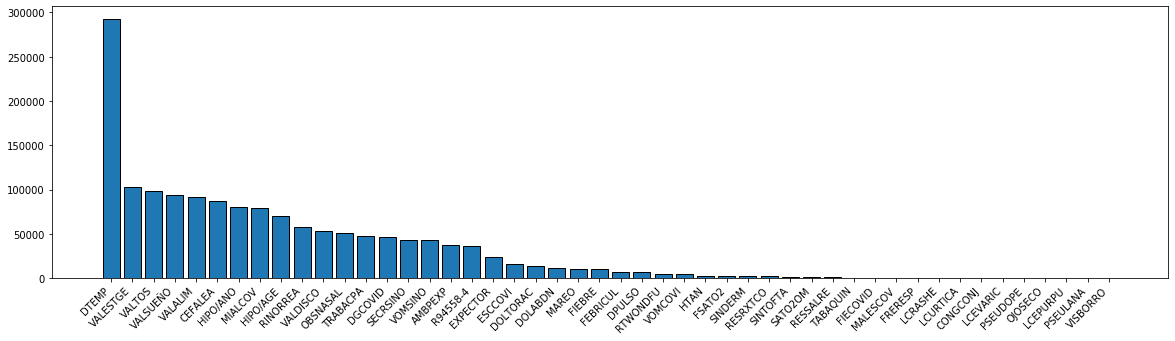 300000
250000
200000
150000
100000
50000
0
DTEMP
VALESTGE
VALTOS
VALSUEÑO
VALALIM
CEFALEA
HIPO/ANO
MIALCOV
HIPO/AGE
RINORREA
VALDISCO
OBSNASAL
TRABACPA
DGCOVID
SECRSINO
VOMSINO
AMBPEXP
R94558-4
EXPECTOR
ESCCOVI
DOLTORAC
DOLABDN
MAREO
FIEBRE
FEBRICUL
DPULSO
RTWONDFU
VOMCOVI
HTAN
FSATO2
SINDERM
RESRXTCO
SINTOFTA
SATO2OM
RESSALRE
TABAQUIN
FIECOVID
MALESCOV
FRERESP
LCRASHE
LCURTICA
CONGCONJ
LCEVARIC
PSEUDOPE
OJOSECO
LCEPURPU
PSEULANA
VISBORRO